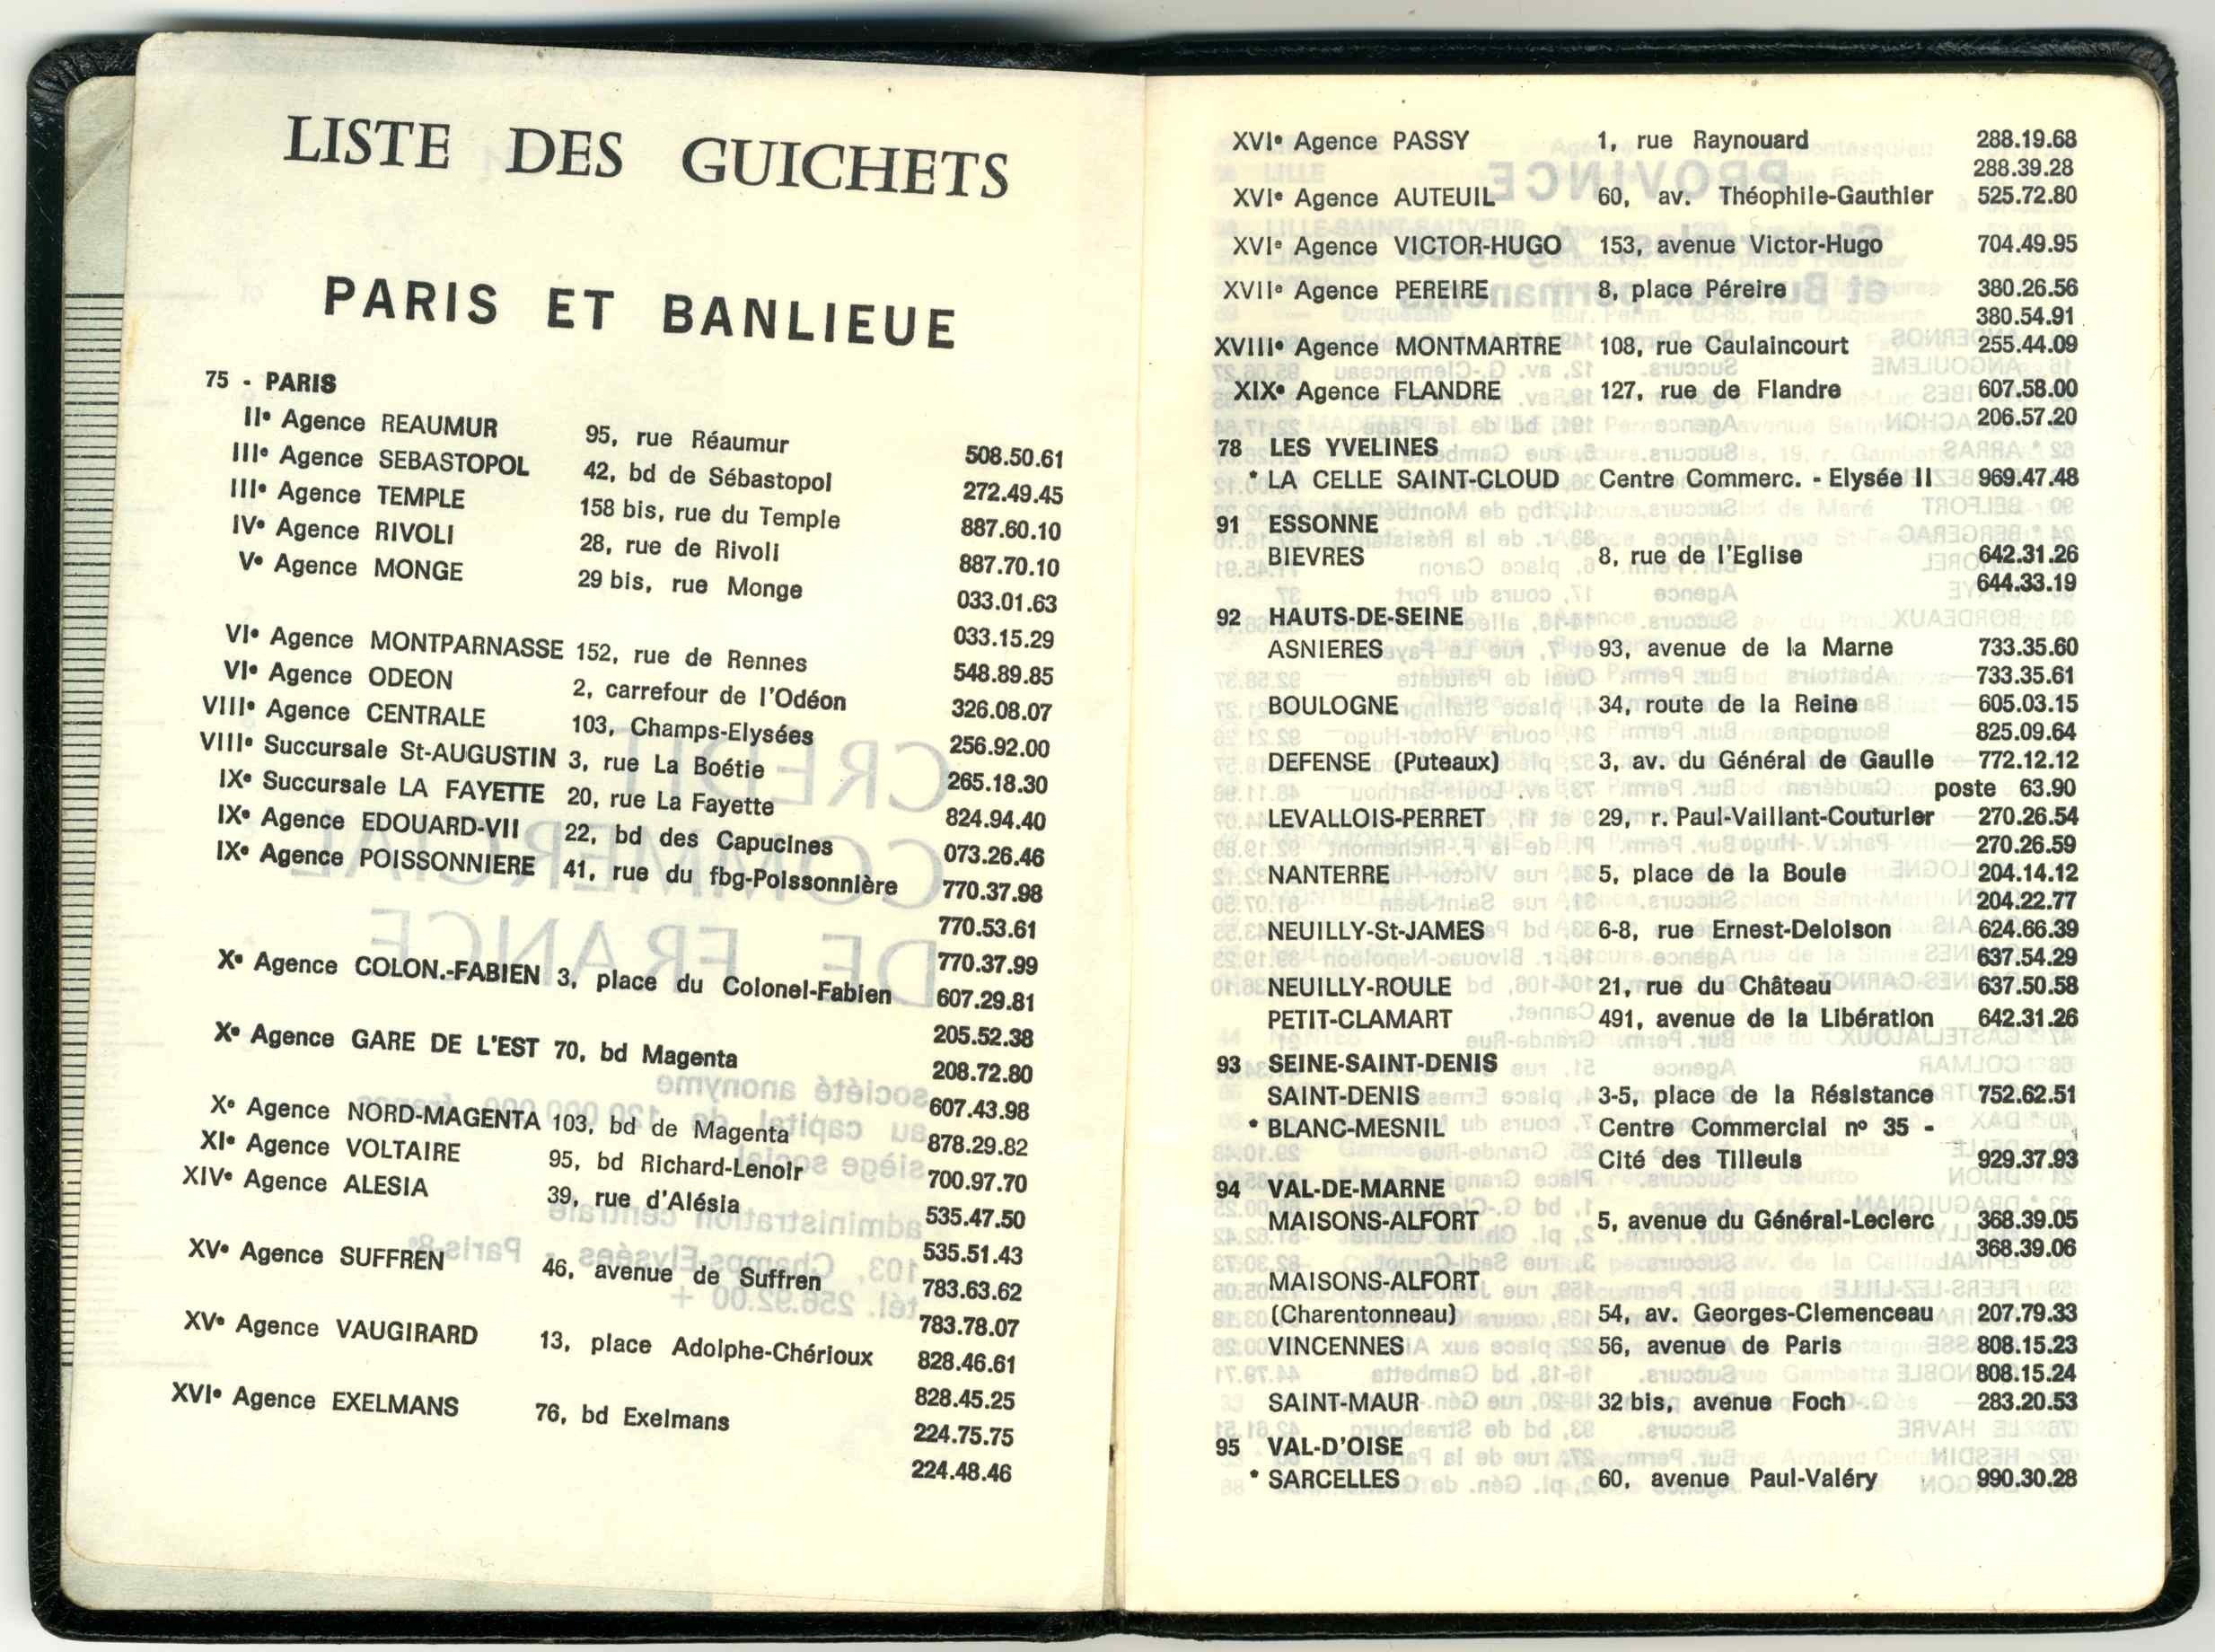 LISTE DES GUICHETS
PARIS ET BANLIEUE
75 - PARIS
IIe Agence REAUMUR 95, rue Réaumur 508.50.61
IIIe Agence SEBASTOPOL 42, bd de Sébastopol 272.49.45
IIIe Agence TEMPLE 158 bis, rue du Temple 887.60.10
IVe Agence RIVOLI 28, rue de Rivoli 887.70.10
Ve Agence MONGE 29 bis, rue Monge 033.01.63
033.15.29
VIe Agence MONTPARNASSE 152, rue de Rennes 548.89.85
VIe Agence ODEON 2, carrefour de l'Odéon 326.08.07
VIIIe Agence CENTRALE 103, Champs-Elysées 256.92.00
VIIIe Succursale St-AUGUSTIN 3, rue La Boétie 265.18.30
IXe Succursale LA FAYETTE 20, rue La Fayette 824.94.40
IXe Agence EDOUARD-VII 22, bd des Capucines 073.26.46
IXe Agence POISSONNIERE 41, rue du fbg-Poissonnière 770.37.98
770.53.61
770.37.99
Xe Agence COLON.-FABIEN 3, place du Colonel-Fabien 607.29.81
205.52.38
Xe Agence GARE DE L'EST 70, bd Magenta 208.72.80
607.43.98
Xe Agence NORD-MAGENTA 103, bd de Magenta 878.29.82
XIe Agence VOLTAIRE 95, bd Richard-Lenoir 700.97.70
XIVe Agence ALESIA 39, rue d'Alésia 535.47.50
535.51.43
XVe Agence SUFFREN 46, avenue de Suffren 783.63.62
783.78.07
XVe Agence VAUGIRARD 13, place Adolphe-Chérioux 828.46.61
828.45.25
XVIe Agence EXELMANS 76, bd Exelmans 224.75.75
224.48.46
XVIe Agence PASSY 1, rue Raynouard 288.19.68
288.39.28
XVIe Agence AUTEUIL 60, av. Théophile-Gauthier 525.72.80
XVIe Agence VICTOR-HUGO 153, avenue Victor-Hugo 704.49.95
XVIIe Agence PEREIRE 8, place Péreire 380.26.56
380.54.91
XVIIIe Agence MONTMARTRE 108, rue Caulaincourt 255.44.09
XIXe Agence FLANDRE 127, rue de Flandre 607.58.00
206.57.20
78 LES YVELINES
* LA CELLE SAINT-CLOUD Centre Commerc. - Elysée II 969.47.48
91 ESSONNE
BIEVRES 8, rue de l'Eglise 642.31.26
644.33.19
92 HAUTS-DE-SEINE
ASNIERES 93, avenue de la Marne 733.35.60
733.35.61
BOULOGNE 34, route de la Reine 605.03.15
825.09.64
DEFENSE (Puteaux) 3, av. du Général de Gaulle 772.12.12
poste 63.90
LEVALLOIS-PERRET 29, r. Paul-Vaillant-Couturier 270.26.54
270.26.59
NANTERRE 5, place de la Boule 204.14.12
204.22.77
NEUILLY-St-JAMES 6-8, rue Ernest-Deloison 624.66.39
637.54.29
NEUILLY-ROULE 21, rue du Château 637.50.58
PETIT-CLAMART 491, avenue de la Libération 642.31.26
93 SEINE-SAINT-DENIS
SAINT-DENIS 3-5, place de la Résistance 752.62.51
* BLANC-MESNIL Centre Commercial nº 35 -
Cité des Tilleuls 929.37.93
94 VAL-DE-MARNE
MAISONS-ALFORT 5, avenue du Général-Leclerc 368.39.05
368.39.06
MAISONS-ALFORT
(Charentonneau) 54, av. Georges-Clemenceau 207.79.33
VINCENNES 56, avenue de Paris 808.15.23
808.15.24
SAINT-MAUR 32 bis, avenue Foch 283.20.53
95 VAL-D'OISE
* SARCELLES 60, avenue Paul-Valéry 990.30.28